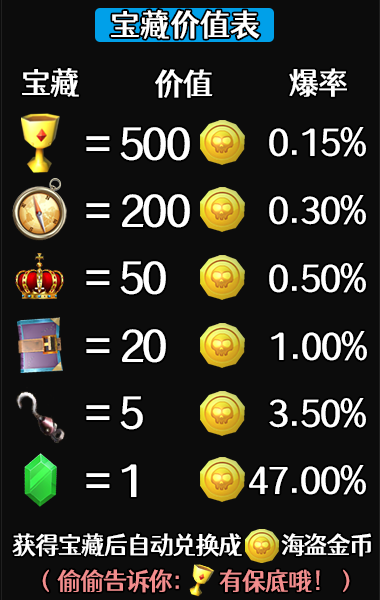 宝藏价值表
宝藏 价值 爆率
= 500 0.15%
= 200 0.30%
= 50 0.50%
= 20 1.00%
= 5 3.50%
= 1 47.00%
获得宝藏后自动兑换成 海盗金币
（偷偷告诉你: 有保底哦！）